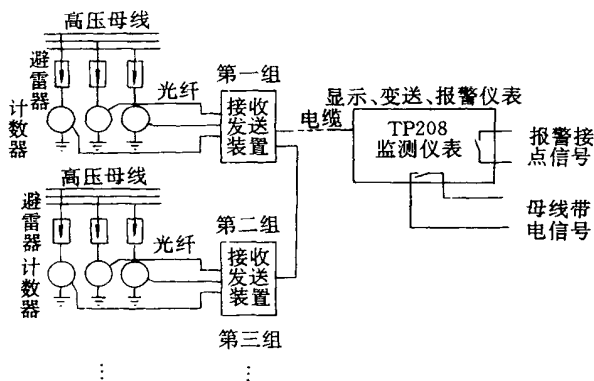 高压母线
避雷器
计数器
光纤
第一组
接收
发送
装置
电缆
显示、变送、报警仪表
TP208
监测仪表
报警接
点信号
母线带
电信号
高压母线
避雷器
计数器
光纤
第二组
接收
发送
装置
第三组
⋮
⋮